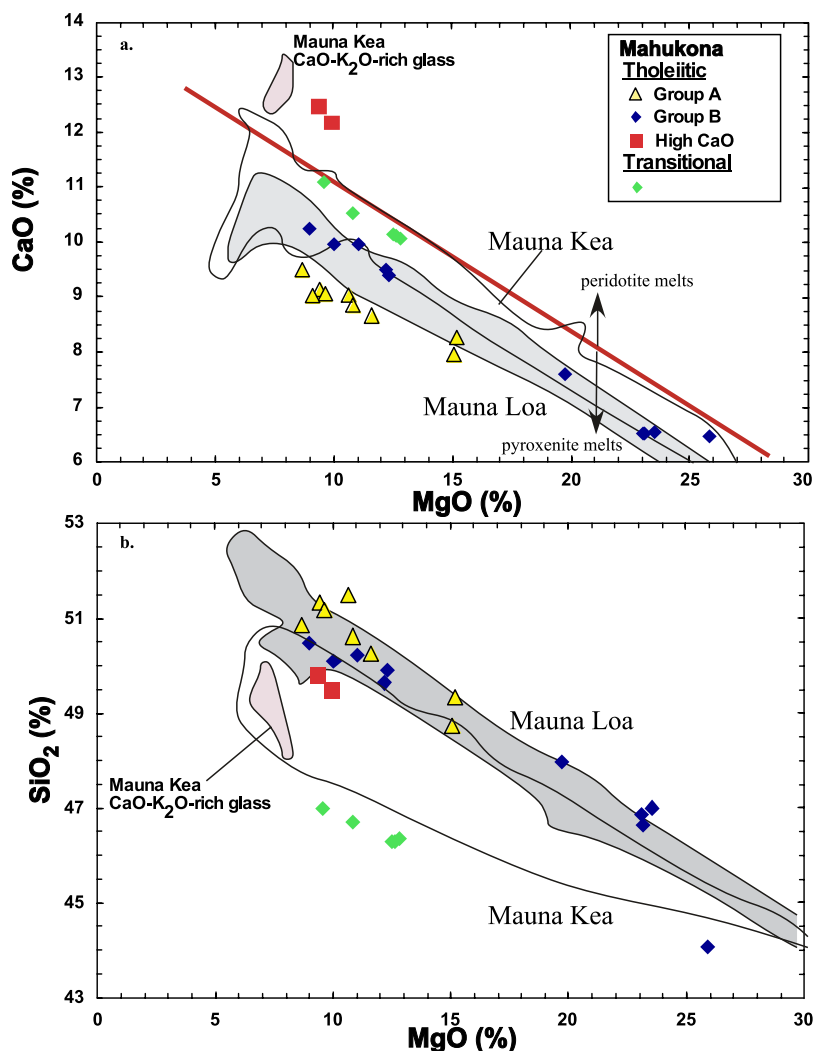 a.
Mauna Kea
CaO-K2O-rich glass
Mahukona
Tholeiitic
Group A
Group B
High CaO
Transitional
Mauna Kea
peridotite melts
Mauna Loa
pyroxenite melts
CaO (%)
14
13
12
11
10
9
8
7
6
0 5 10 15 20 25 30
MgO (%)
b.
Mauna Loa
Mauna Kea
CaO-K2O-rich glass
Mauna Kea
SiO2 (%)
53
51
49
47
45
43
0 5 10 15 20 25 30
MgO (%)